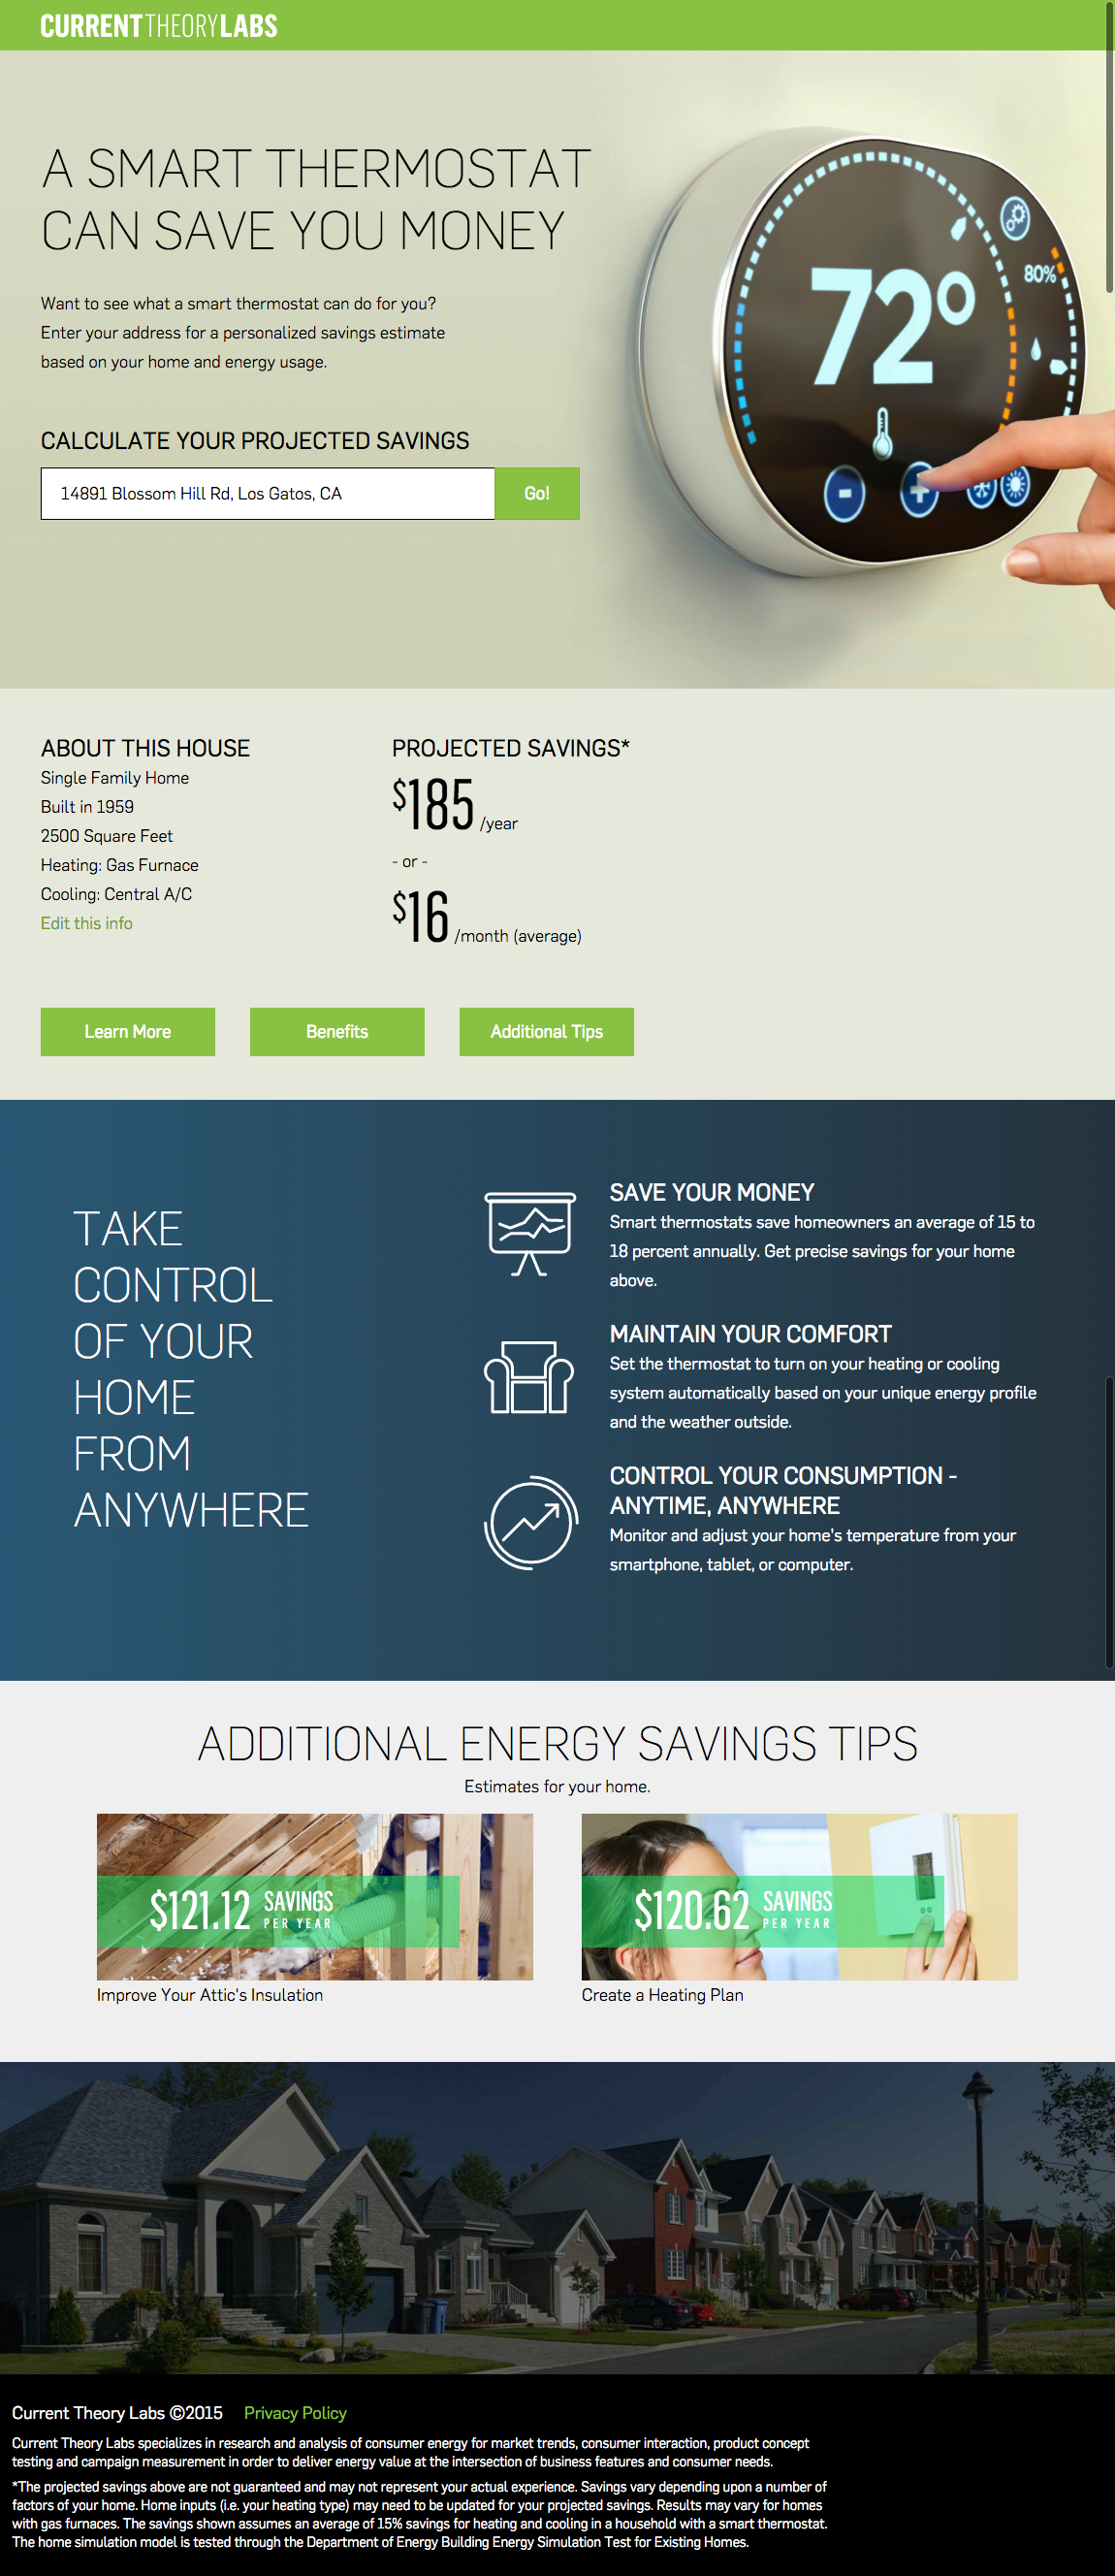 CURRENTTHEORYLABS
A SMART THERMOSTAT
CAN SAVE YOU MONEY
Want to see what a smart thermostat can do for you?
Enter your address for a personalized savings estimate
based on your home and energy usage.
CALCULATE YOUR PROJECTED SAVINGS
14891 Blossom Hill Rd, Los Gatos, CA
Go!
80%
72°
-
+
ABOUT THIS HOUSE
Single Family Home
Built in 1959
2500 Square Feet
Heating: Gas Furnace
Cooling: Central A/C
Edit this info
PROJECTED SAVINGS*
$185 /year
- or -
$16 /month (average)
Learn More
Benefits
Additional Tips
TAKE
CONTROL
OF YOUR
HOME
FROM
ANYWHERE
SAVE YOUR MONEY
Smart thermostats save homeowners an average of 15 to
18 percent annually. Get precise savings for your home
above.
MAINTAIN YOUR COMFORT
Set the thermostat to turn on your heating or cooling
system automatically based on your unique energy profile
and the weather outside.
CONTROL YOUR CONSUMPTION -
ANYTIME, ANYWHERE
Monitor and adjust your home's temperature from your
smartphone, tablet, or computer.
ADDITIONAL ENERGY SAVINGS TIPS
Estimates for your home.
$121.12 SAVINGS
PER YEAR
Improve Your Attic's Insulation
$120.62 SAVINGS
PER YEAR
Create a Heating Plan
Current Theory Labs ©2015 Privacy Policy
Current Theory Labs specializes in research and analysis of consumer energy for market trends, consumer interaction, product concept
testing and campaign measurement in order to deliver energy value at the intersection of business features and consumer needs.
*The projected savings above are not guaranteed and may not represent your actual experience. Savings vary depending upon a number of
factors of your home. Home inputs (i.e. your heating type) may need to be updated for your projected savings. Results may vary for homes
with gas furnaces. The savings shown assumes an average of 15% savings for heating and cooling in a household with a smart thermostat.
The home simulation model is tested through the Department of Energy Building Energy Simulation Test for Existing Homes.